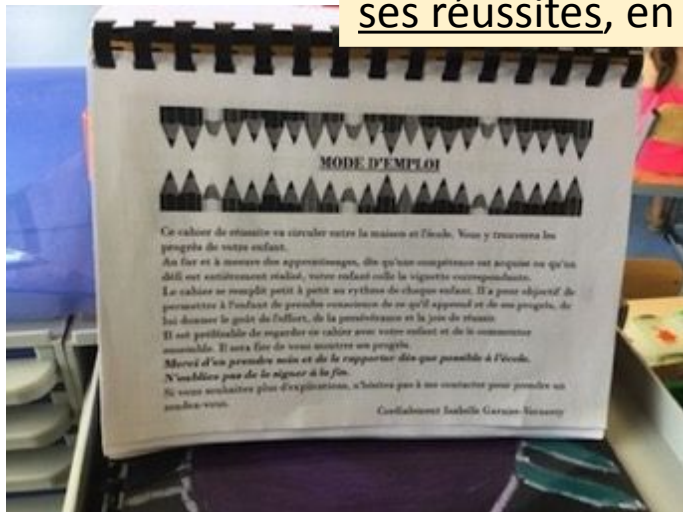 ses réussites, en
MODE D'EMPLOI
Ce cahier de réussite va circuler entre la maison et l'école. Vous y trouverez les
progrès de votre enfant.
Au fur et à mesure des apprentissages, dès qu'une compétence est acquise ou qu'un
défi est entièrement réalisé, votre enfant colle la vignette correspondante.
Le cahier se remplit petit à petit au rythme de chaque enfant. Il a pour objectif de
permettre à l'enfant de prendre conscience de ce qu'il apprend et de ses progrès, de
lui donner le goût de l'effort, de la persévérance et la joie de réussir.
Il est préférable de regarder ce cahier avec votre enfant et de le commenter
ensemble. Il sera fier de vous montrer ses progrès.
Merci d'en prendre soin et de le rapporter dès que possible à l'école.
N'oubliez pas de le signer à la fin.
Si vous souhaitez plus d'explications, n'hésitez pas à me contacter pour prendre un
rendez-vous.
Cordialement Isabelle